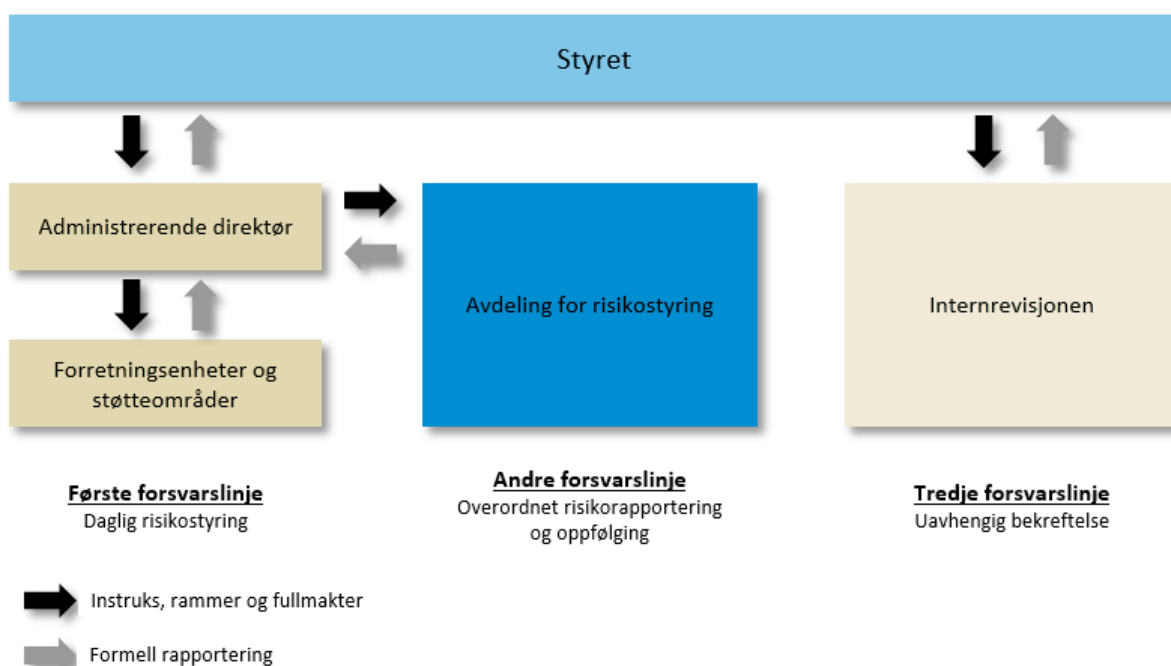 Styret
Administrerende direktør
Avdeling for risikostyring
Internrevisjonen
Forretningsenheter og
støtteområder
Første forsvarslinje
Daglig risikostyring
Andre forsvarslinje
Overordnet risikorapportering
og oppfølging
Tredje forsvarslinje
Uavhengig bekreftelse
Instruks, rammer og fullmakter
Formell rapportering